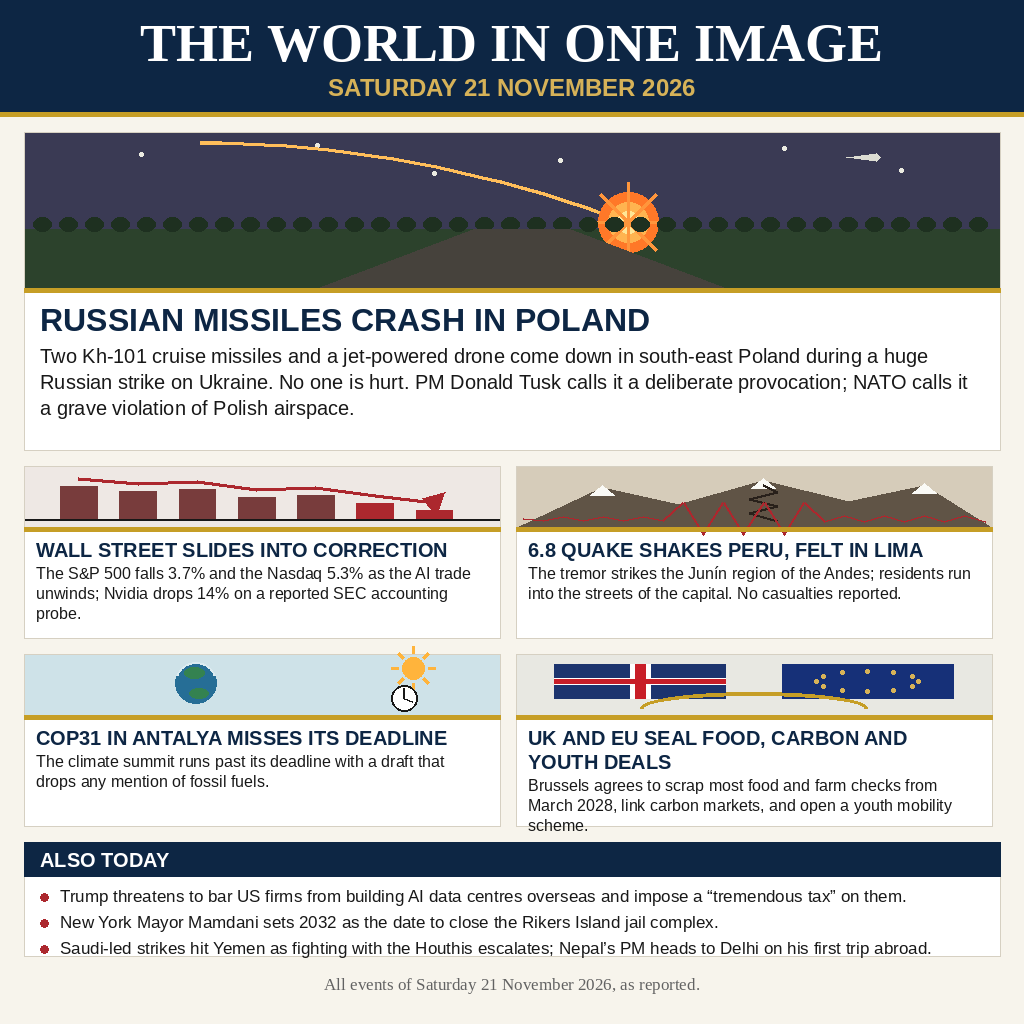 THE WORLD IN ONE IMAGE
SATURDAY 21 NOVEMBER 2026
RUSSIAN MISSILES CRASH IN POLAND
Two Kh-101 cruise missiles and a jet-powered drone come down in south-east Poland during a huge
Russian strike on Ukraine. No one is hurt. PM Donald Tusk calls it a deliberate provocation; NATO calls it
a grave violation of Polish airspace.
WALL STREET SLIDES INTO CORRECTION
The S&P 500 falls 3.7% and the Nasdaq 5.3% as the AI trade
unwinds; Nvidia drops 14% on a reported SEC accounting
probe.
6.8 QUAKE SHAKES PERU, FELT IN LIMA
The tremor strikes the Junín region of the Andes; residents run
into the streets of the capital. No casualties reported.
COP31 IN ANTALYA MISSES ITS DEADLINE
The climate summit runs past its deadline with a draft that
drops any mention of fossil fuels.
UK AND EU SEAL FOOD, CARBON AND
YOUTH DEALS
Brussels agrees to scrap most food and farm checks from
March 2028, link carbon markets, and open a youth mobility
scheme.
ALSO TODAY
Trump threatens to bar US firms from building AI data centres overseas and impose a “tremendous tax” on them.
New York Mayor Mamdani sets 2032 as the date to close the Rikers Island jail complex.
Saudi-led strikes hit Yemen as fighting with the Houthis escalates; Nepal’s PM heads to Delhi on his first trip abroad.
All events of Saturday 21 November 2026, as reported.